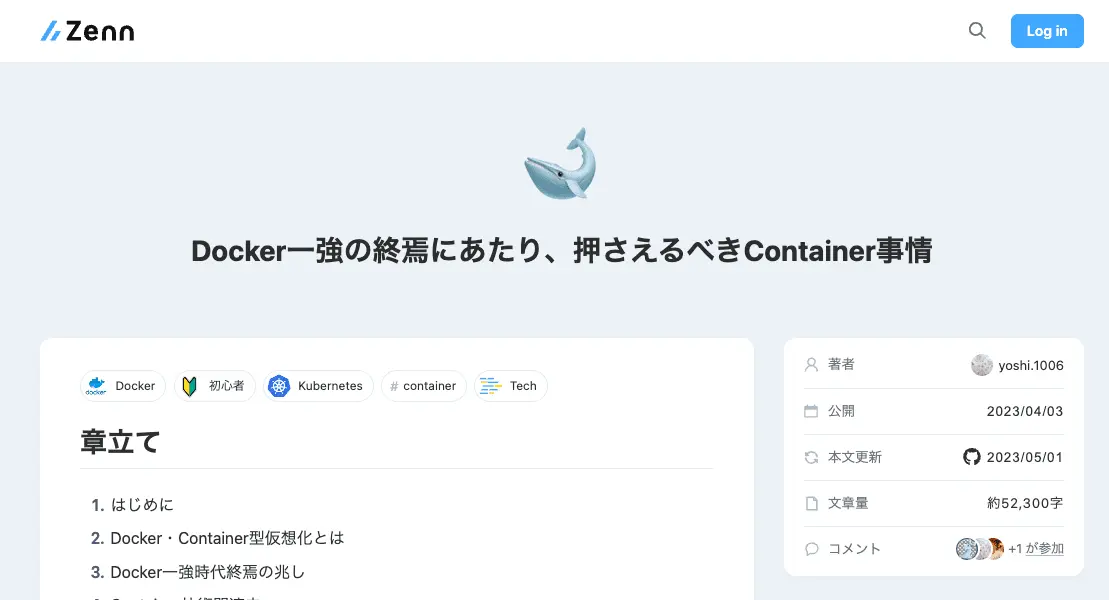 Zenn
Log in
Docker一強の終焉にあたり、押さえるべきContainer事情
docker Docker
初心者
Kubernetes
# container
Tech
章立て
1. はじめに
2. Docker・Container型仮想化とは
3. Docker一強時代終焉の兆し
著者 yoshi.1006
公開 2023/04/03
本文更新 2023/05/01
文章量 約52,300字
コメント +1 が参加